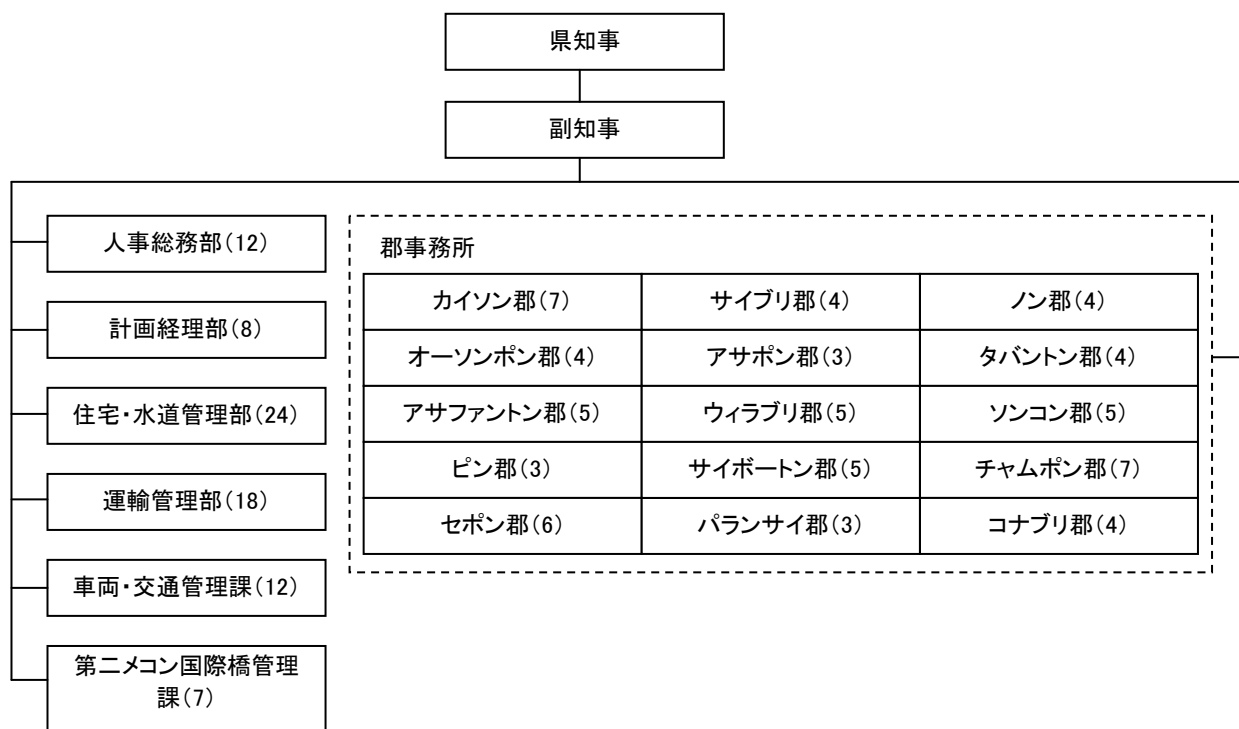 県知事
副知事
人事総務部(12)
計画経理部(8)
住宅・水道管理部(24)
運輸管理部(18)
車両・交通管理課(12)
第二メコン国際橋管理
課(7)
郡事務所
カイソン郡(7)
サイブリ郡(4)
ノン郡(4)
オーソンポン郡(4)
アサポン郡(3)
タバントン郡(4)
アサファントン郡(5)
ウィラブリ郡(5)
ソンコン郡(5)
ピン郡(3)
サイボートン郡(5)
チャムポン郡(7)
セポン郡(6)
パランサイ郡(3)
コナブリ郡(4)